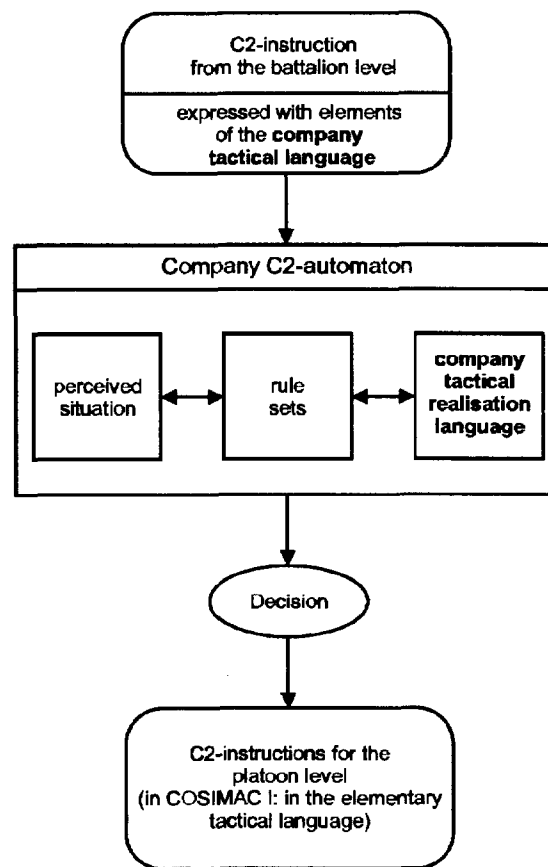 C2-instruction
from the battalion level
expressed with elements
of the company
tactical language
Company C2-automaton
perceived
situation
rule
sets
company
tactical
realisation
language
Decision
C2-instructions for the
platoon level
(in COSIMAC I: in the elementary
tactical language)